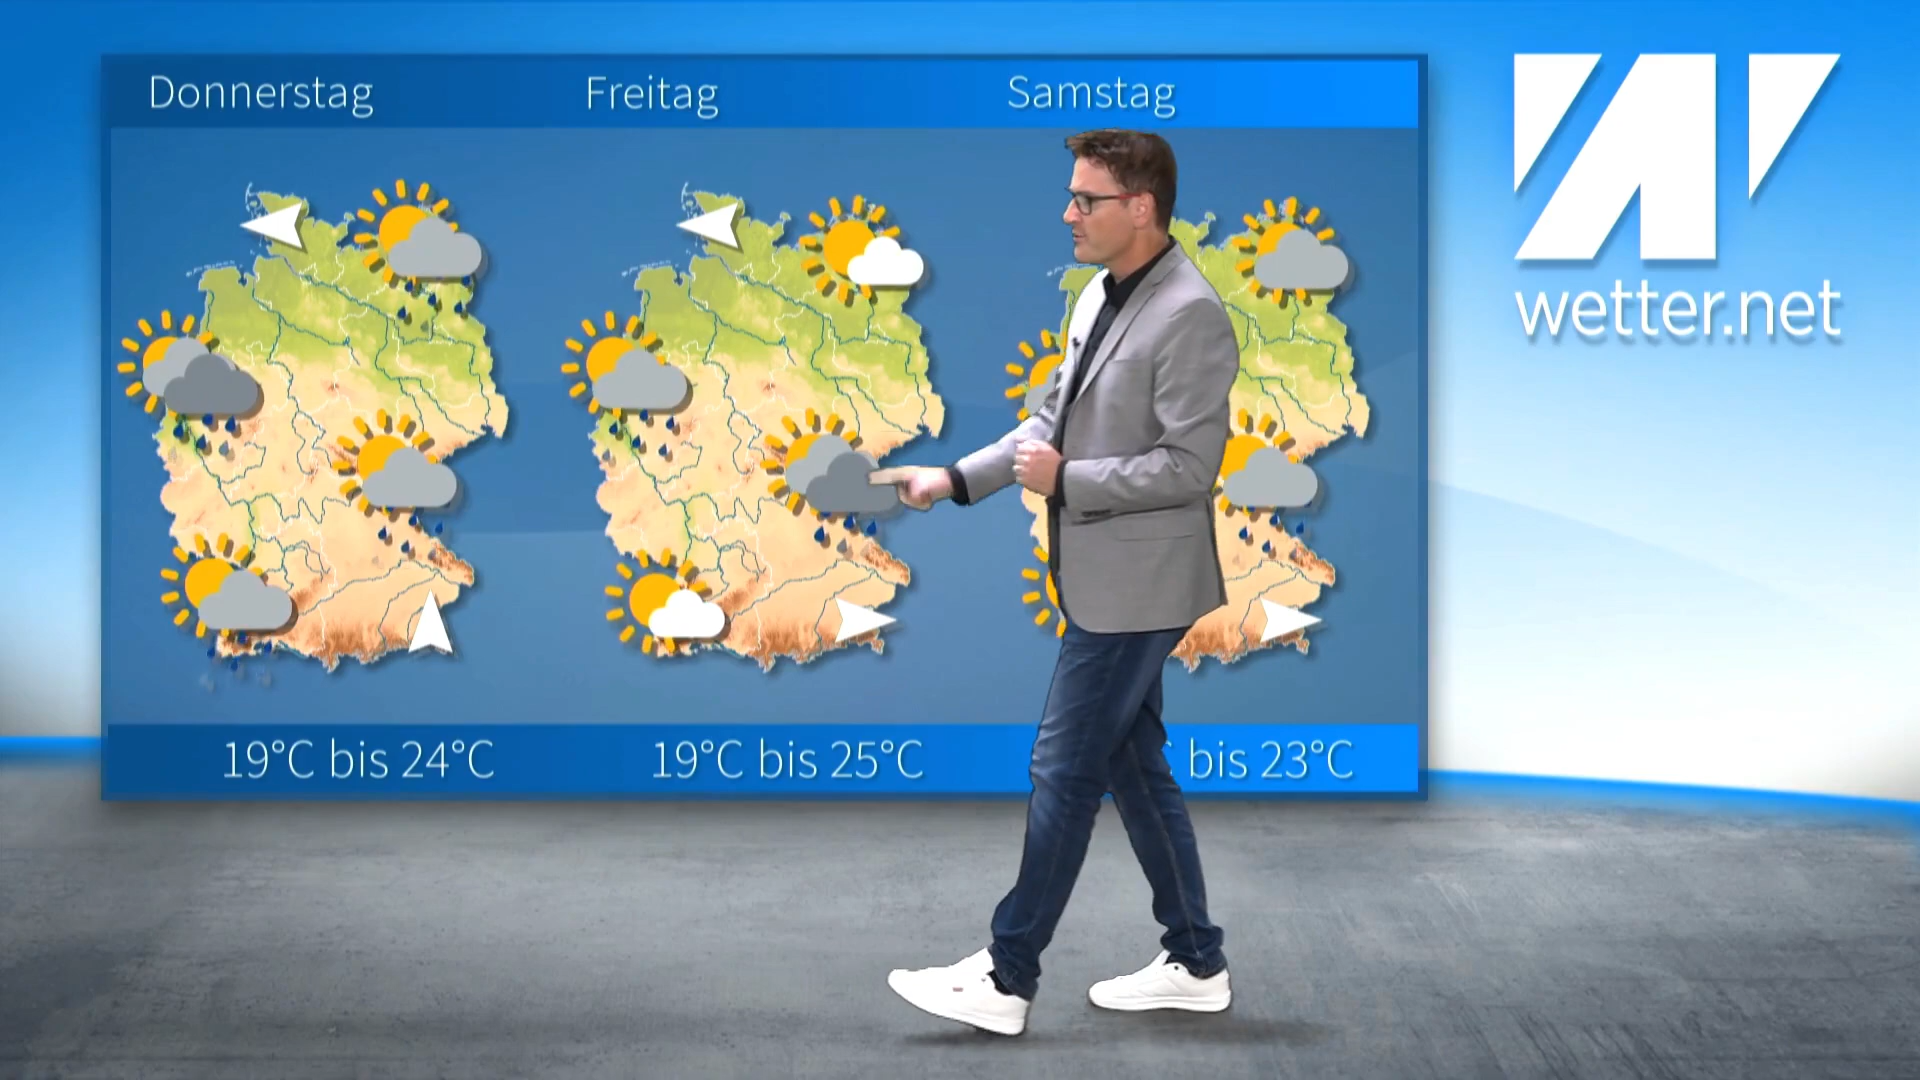 Donnerstag
Freitag
Samstag
wetter.net
19°C bis 24°C
19°C bis 25°C
bis 23°C